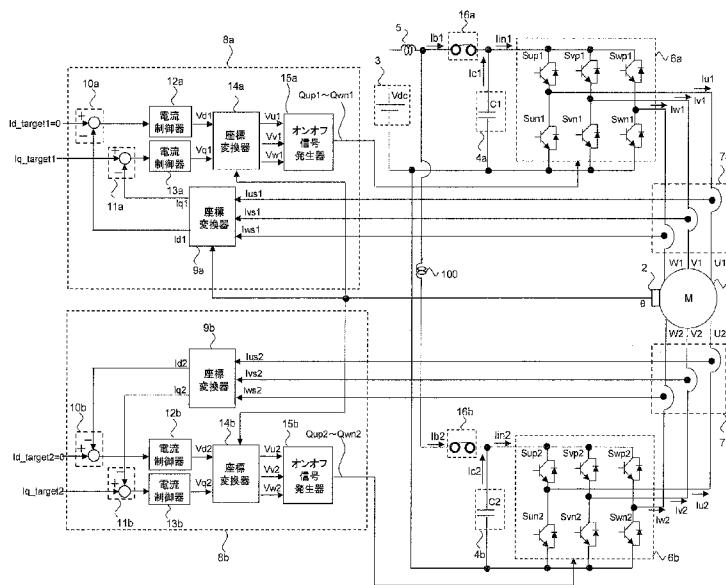 8a
10a
Id_target1=0
Iq_target1
11a
12a
電流
制御器
電流
制御器
13a
Vd1
Vq1
14a
座標
変換器
Vu1
Vv1
Vw1
15a
オンオフ
信号
発生器
Qup1~Qwn1
Iq1
Id1
座標
変換器
9a
Ius1
Ivs1
Iws1
5
3
Vdc
Ib1
16a
Iin1
Ic1
C1
4a
Sup1
Svp1
Swp1
Sun1
Svn1
Swn1
6a
Iu1
Iv1
Iw1
7
W1
V1
U1
2
θ
M
W2
V2
U2
7
100
9b
座標
変換器
Id2
Iq2
Ius2
Ivs2
Iws2
10b
Id_target2=0
Iq_target2
11b
12b
電流
制御器
電流
制御器
13b
Vd2
Vq2
14b
座標
変換器
Vu2
Vv2
Vw2
15b
オンオフ
信号
発生器
Qup2~Qwn2
8b
Ib2
16b
Iin2
Ic2
C2
4b
Sup2
Svp2
Swp2
Sun2
Svn2
Swn2
6b
Iw2
Iv2
Iu2